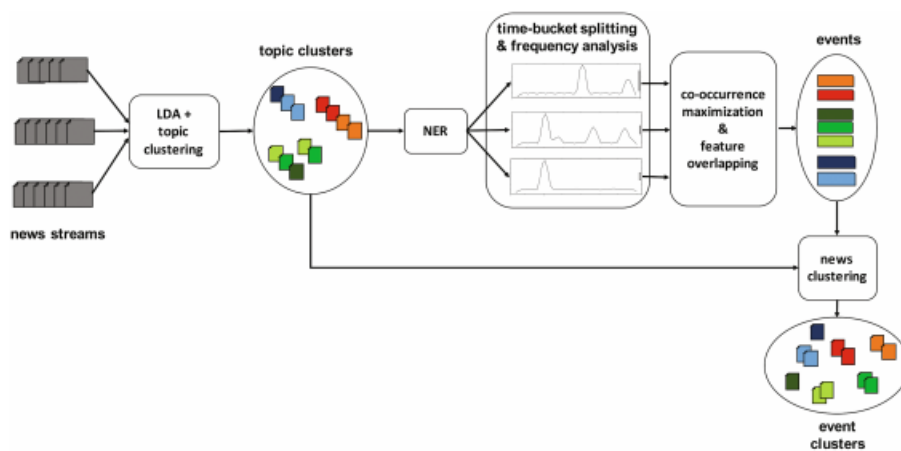 time-bucket splitting
& frequency analysis
topic clusters
events
LDA +
topic
clustering
NER
co-occurrence
maximization
&
feature
overlapping
news streams
news
clustering
event
clusters